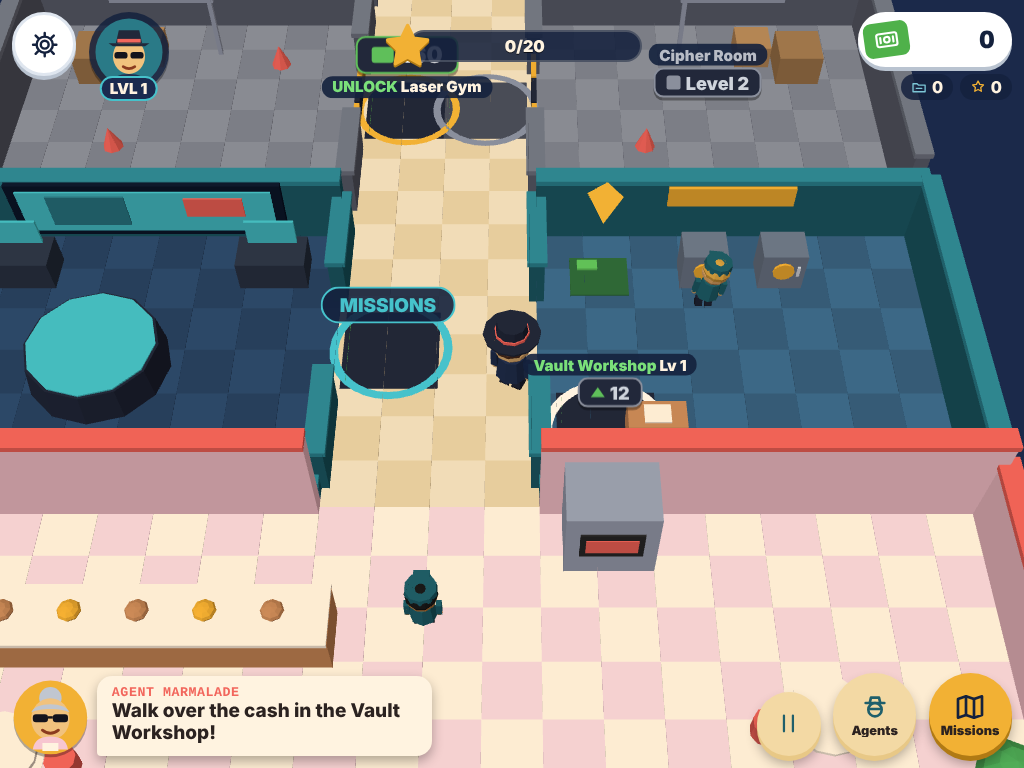 LVL 1
0/20
UNLOCK Laser Gym
Cipher Room
Level 2
0
0
0
MISSIONS
Vault Workshop Lv 1
12
AGENT MARMALADE
Walk over the cash in the Vault
Workshop!
Agents
Missions